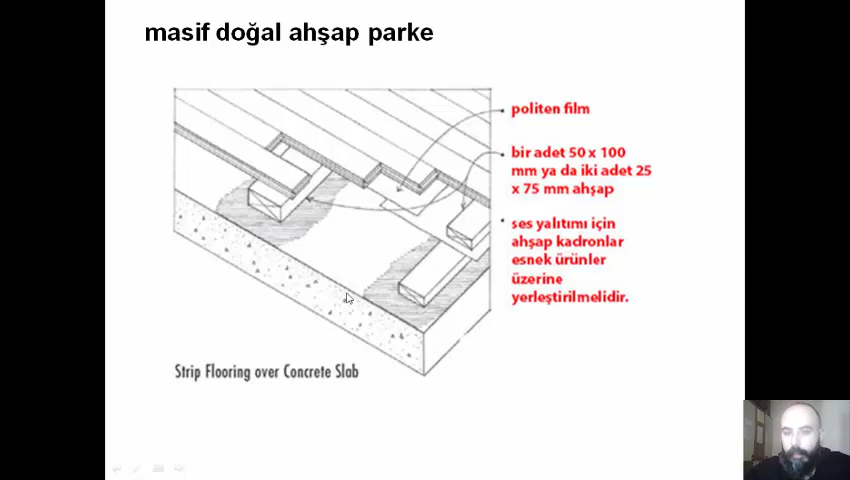 masif doğal ahşap parke
politen film
bir adet 50 x 100
mm ya da iki adet 25
x 75 mm ahşap
ses yalıtımı için
ahşap kadronlar
esnek ürünler
üzerine
yerleştirilmelidir.
Strip Flooring over Concrete Slab